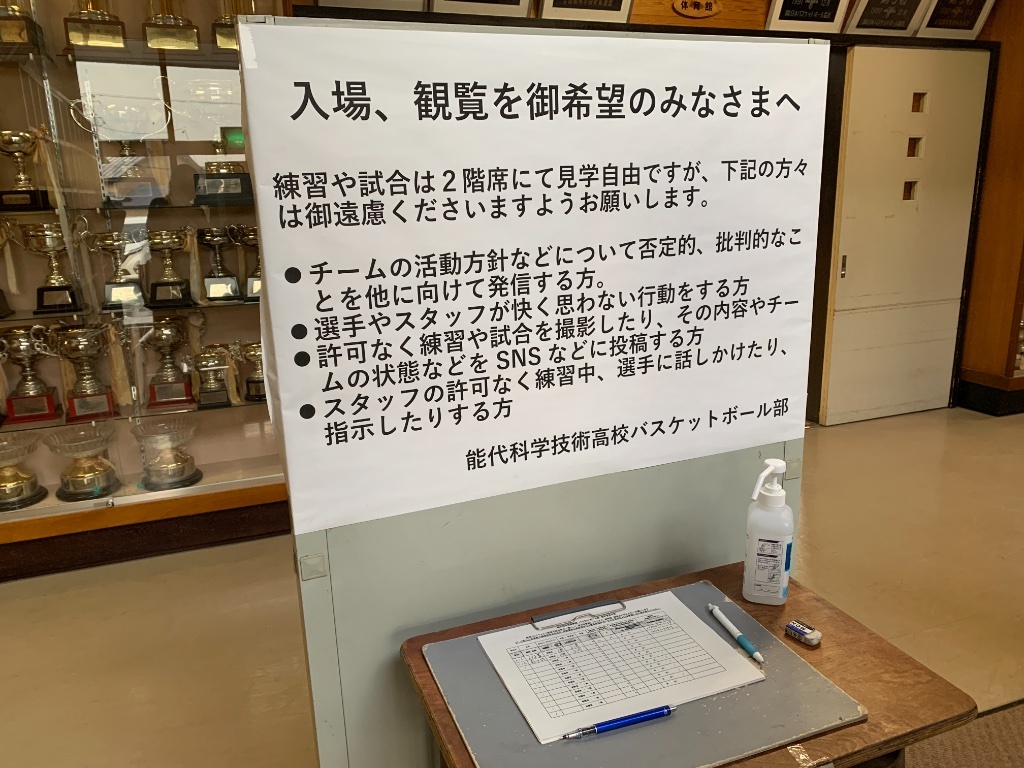 体育館
入場、観覧を御希望のみなさまへ
練習や試合は２階席にて見学自由ですが、下記の方々
は御遠慮くださいますようお願いします。
●チームの活動方針などについて否定的、批判的なこ
とを他に向けて発信する方。
●選手やスタッフが快く思わない行動をする方
●許可なく練習や試合を撮影したり、その内容やチー
ムの状態などを SNS などに投稿する方
●スタッフの許可なく練習中、選手に話しかけたり、
指示したりする方
能代科学技術高校バスケットボール部